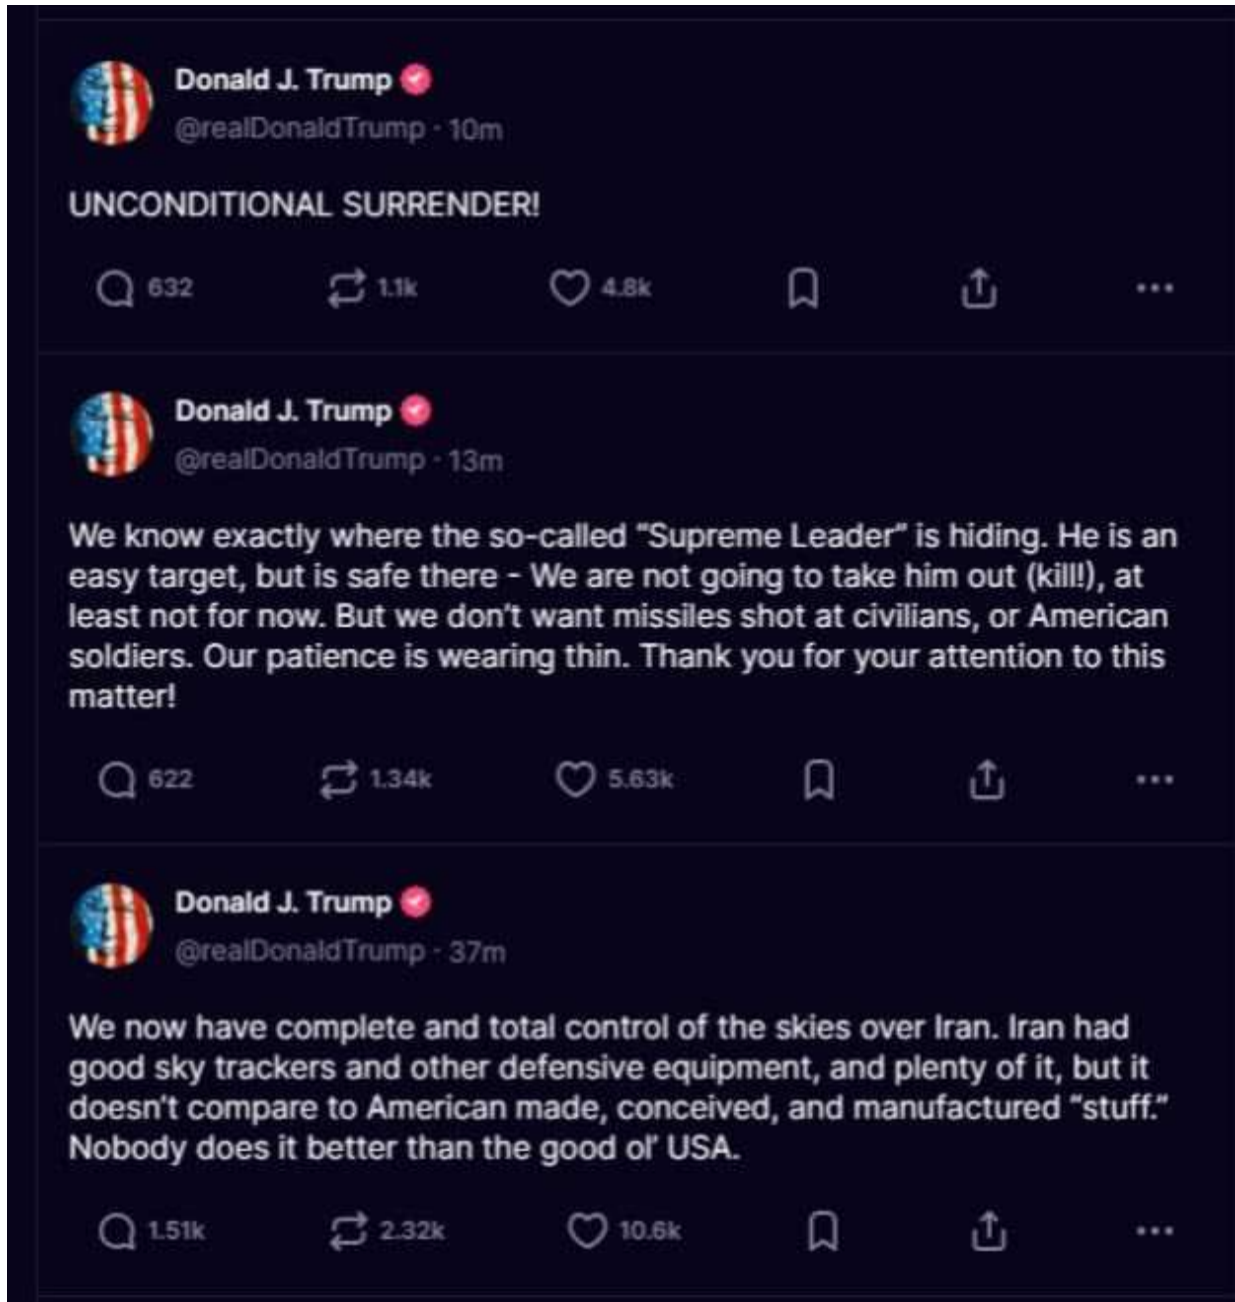 Donald J. Trump
@realDonaldTrump · 10m
UNCONDITIONAL SURRENDER!
632 1.1k 4.8k
Donald J. Trump
@realDonaldTrump · 13m
We know exactly where the so-called “Supreme Leader” is hiding. He is an
easy target, but is safe there - We are not going to take him out (kill!), at
least not for now. But we don’t want missiles shot at civilians, or American
soldiers. Our patience is wearing thin. Thank you for your attention to this
matter!
622 1.34k 5.63k
Donald J. Trump
@realDonaldTrump · 37m
We now have complete and total control of the skies over Iran. Iran had
good sky trackers and other defensive equipment, and plenty of it, but it
doesn’t compare to American made, conceived, and manufactured “stuff.”
Nobody does it better than the good ol’ USA.
1.51k 2.32k 10.6k